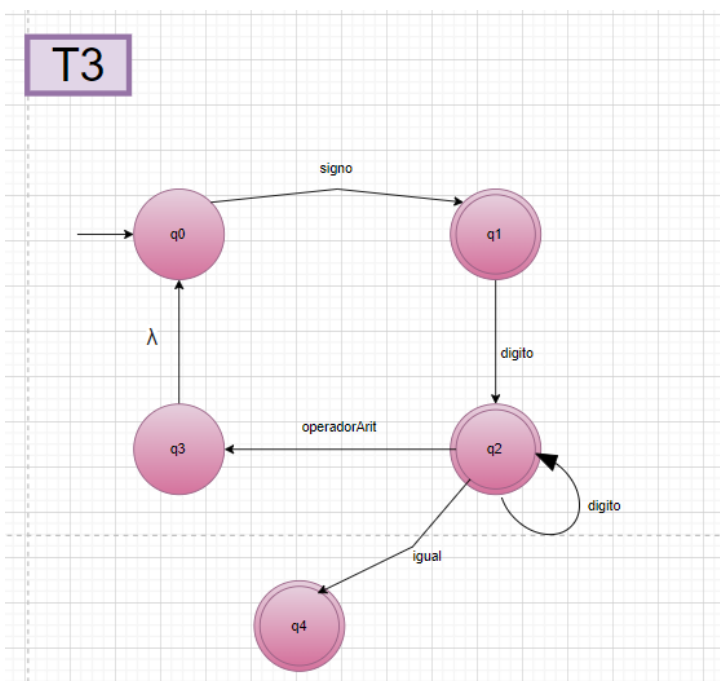 T3
signo
q0
q1
λ
digito
operadorArit
q3
q2
digito
igual
q4